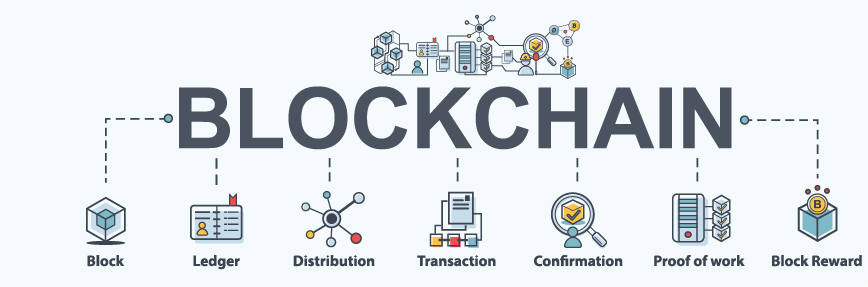 BLOCKCHAIN
Block
Ledger
Distribution
Transaction
Confirmation
Proof of work
Block Reward